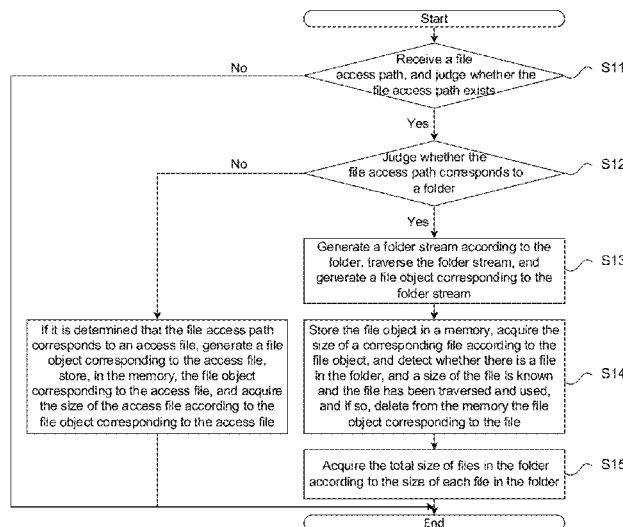 Start
Receive a file
access path, and judge whether the
file access path exists
S11
No
Yes
Judge whether the
file access path corresponds to
a folder
S12
No
Yes
Generate a folder stream according to the
folder, traverse the folder stream, and
generate a file object corresponding to the
folder stream
S13
If it is determined that the file access path
corresponds to an access file, generate a file
object corresponding to the access file,
store, in the memory, the file object
corresponding to the access file, and acquire
the size of the access file according to the
file object corresponding to the access file
Store the file object in a memory, acquire the
size of a corresponding file according to the
file object, and detect whether there is a file
in the folder, and a size of the file is known
and the file has been traversed and used,
and if so, delete from the memory the file
object corresponding to the file
S14
Acquire the total size of files in the folder
according to the size of each file in the folder
S15
End